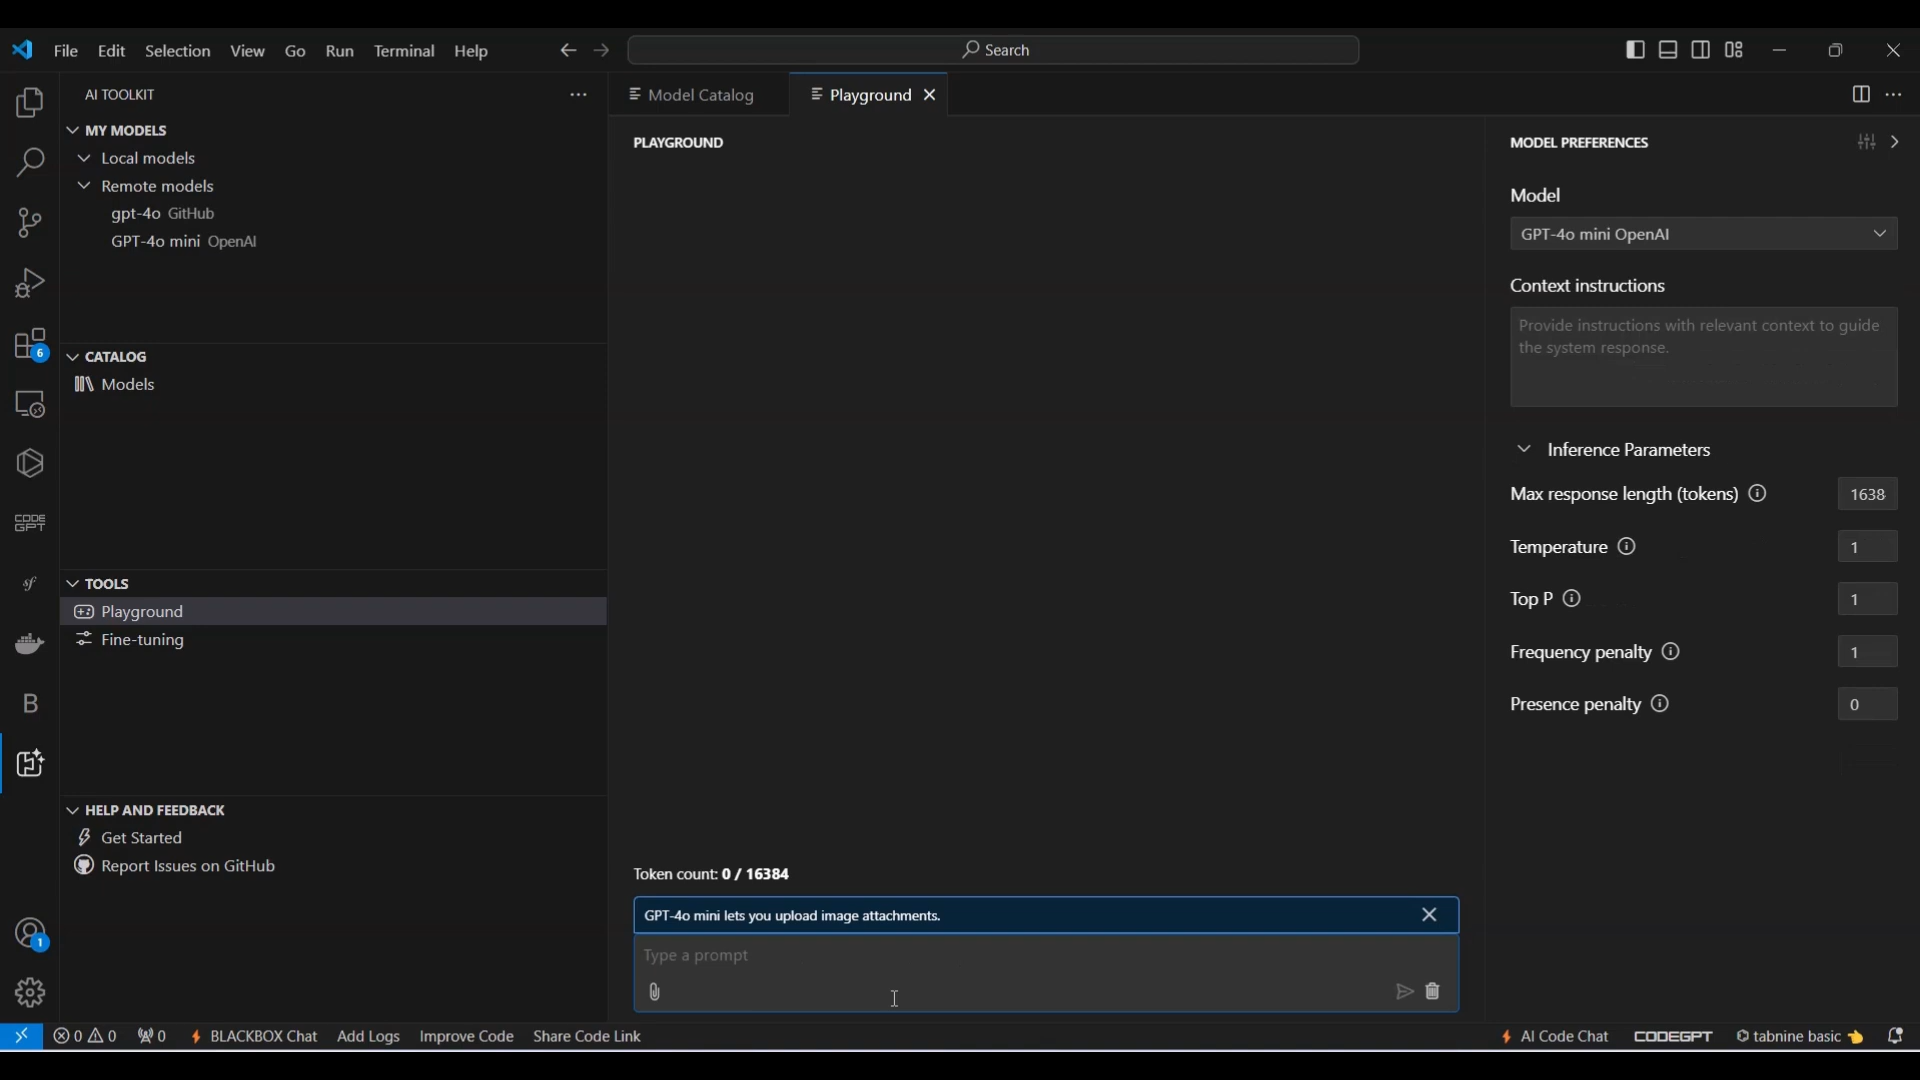 File Edit Selection View Go Run Terminal Help
Search
AI TOOLKIT
MY MODELS
Local models
Remote models
gpt-4o GitHub
GPT-4o mini OpenAI
CATALOG
Models
TOOLS
Playground
Fine-tuning
HELP AND FEEDBACK
Get Started
Report Issues on GitHub
6
CODE
GPT
sf
B
1
Model Catalog
Playground
PLAYGROUND
Token count: 0 / 16384
GPT-4o mini lets you upload image attachments.
Type a prompt
MODEL PREFERENCES
Model
GPT-4o mini OpenAI
Context instructions
Provide instructions with relevant context to guide
the system response.
Inference Parameters
Max response length (tokens) 1638
Temperature 1
Top P 1
Frequency penalty 1
Presence penalty 0
0 0 0 BLACKBOX Chat Add Logs Improve Code Share Code Link AI Code Chat CODEGPT tabnine basic